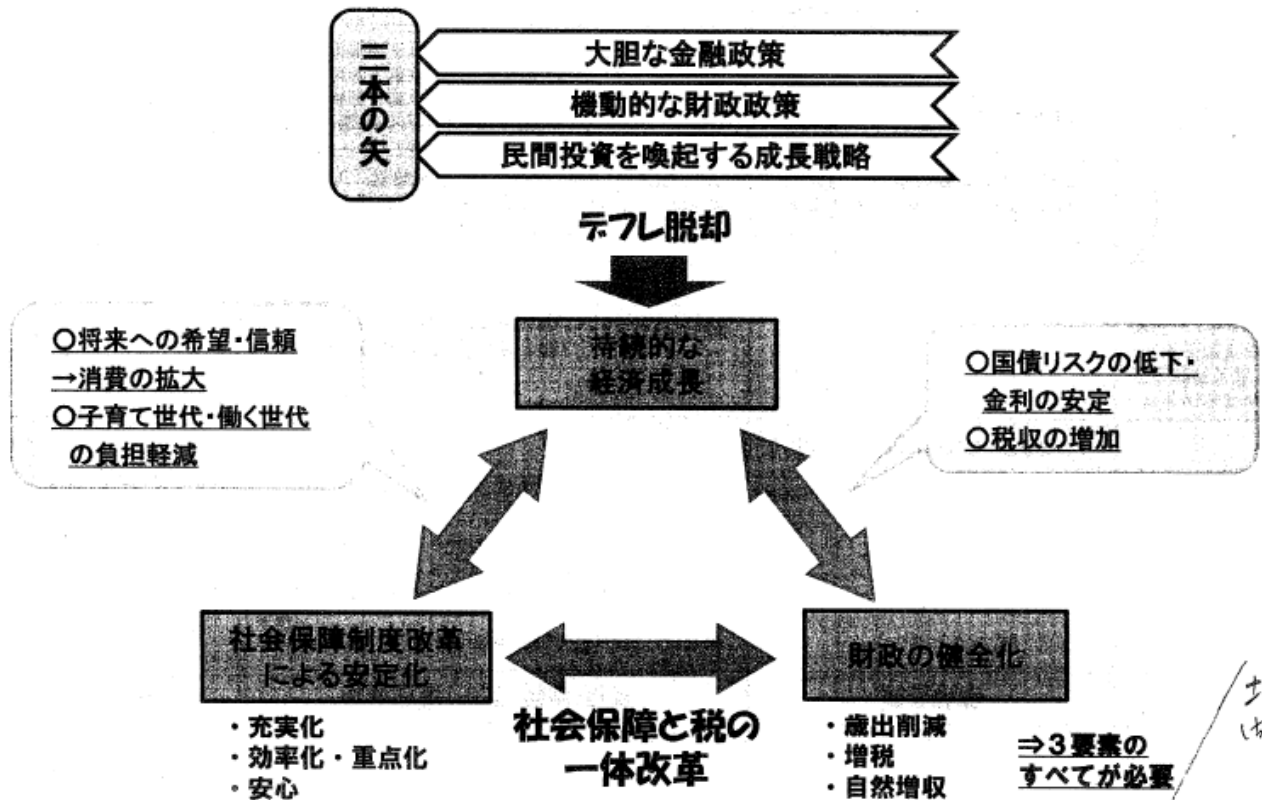 三本の矢
大胆な金融政策
機動的な財政政策
民間投資を喚起する成長戦略
デフレ脱却
持続的な
経済成長
〇将来への希望・信頼
→消費の拡大
〇子育て世代・働く世代
の負担軽減
〇国債リスクの低下・
金利の安定
〇税収の増加
社会保障制度改革
による安定化
・充実化
・効率化・重点化
・安心
社会保障と税の
一体改革
財政の健全化
・歳出削減
・増税
・自然増収
⇒3要素の
すべてが必要